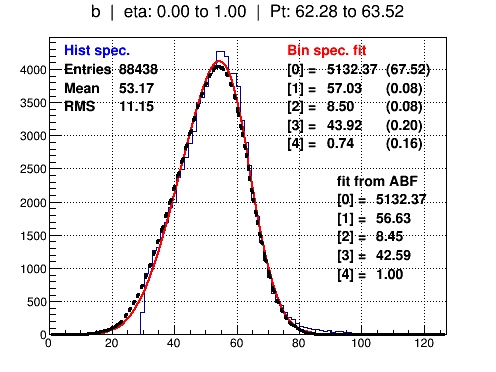 b | eta: 0.00 to 1.00 | Pt: 62.28 to 63.52
Hist spec.
Entries 88438
Mean 53.17
RMS 11.15
Bin spec. fit
[0] = 5132.37 (67.52)
[1] = 57.03 (0.08)
[2] = 8.50 (0.08)
[3] = 43.92 (0.20)
[4] = 0.74 (0.16)
fit from ABF
[0] = 5132.37
[1] = 56.63
[2] = 8.45
[3] = 42.59
[4] = 1.00
4000
3500
3000
2500
2000
1500
1000
500
0
0 20 40 60 80 100 120